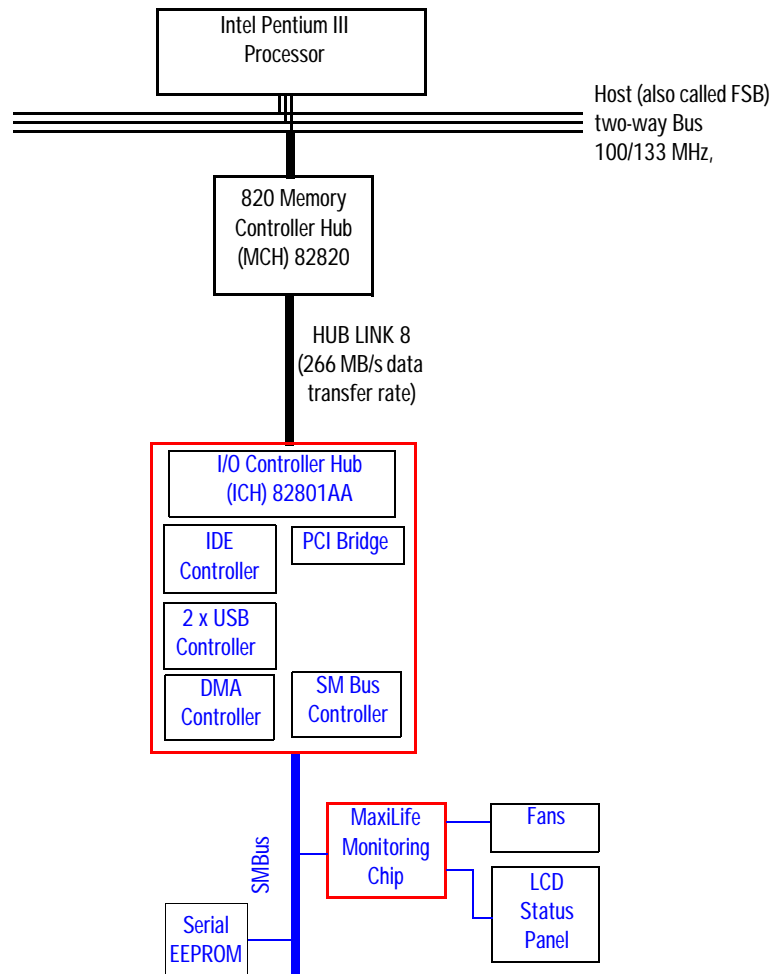 Intel Pentium III
Processor
Host (also called FSB)
two-way Bus
100/133 MHz,
820 Memory
Controller Hub
(MCH) 82820
HUB LINK 8
(266 MB/s data
transfer rate)
I/O Controller Hub
(ICH) 82801AA
IDE
Controller
PCI Bridge
2 x USB
Controller
DMA
Controller
SM Bus
Controller
SMBus
MaxiLife
Monitoring
Chip
Fans
LCD
Status
Panel
Serial
EEPROM